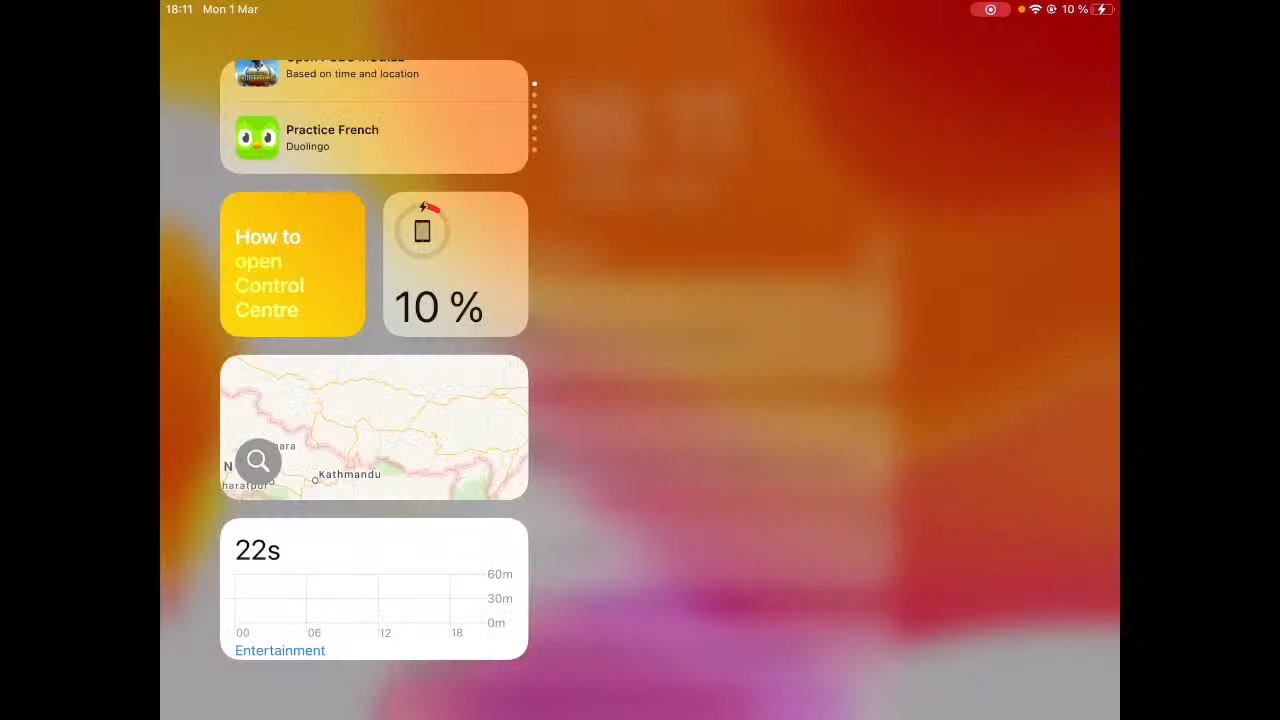 18:11 Mon 1 Mar
10 %
Based on time and location
Practice French
Duolingo
How to
open
Control
Centre
10 %
N
Kathmandu
22s
60m
30m
0m
00 06 12 18
Entertainment